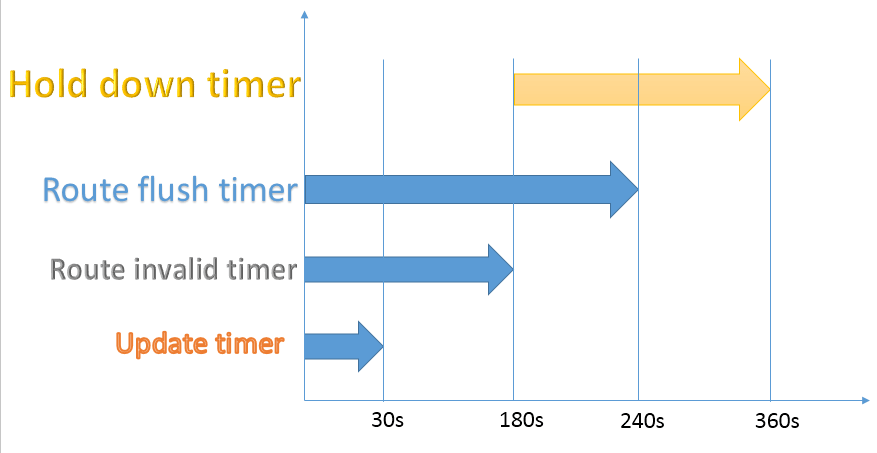 Hold down timer
Route flush timer
Route invalid timer
Update timer
30s 180s 240s 360s